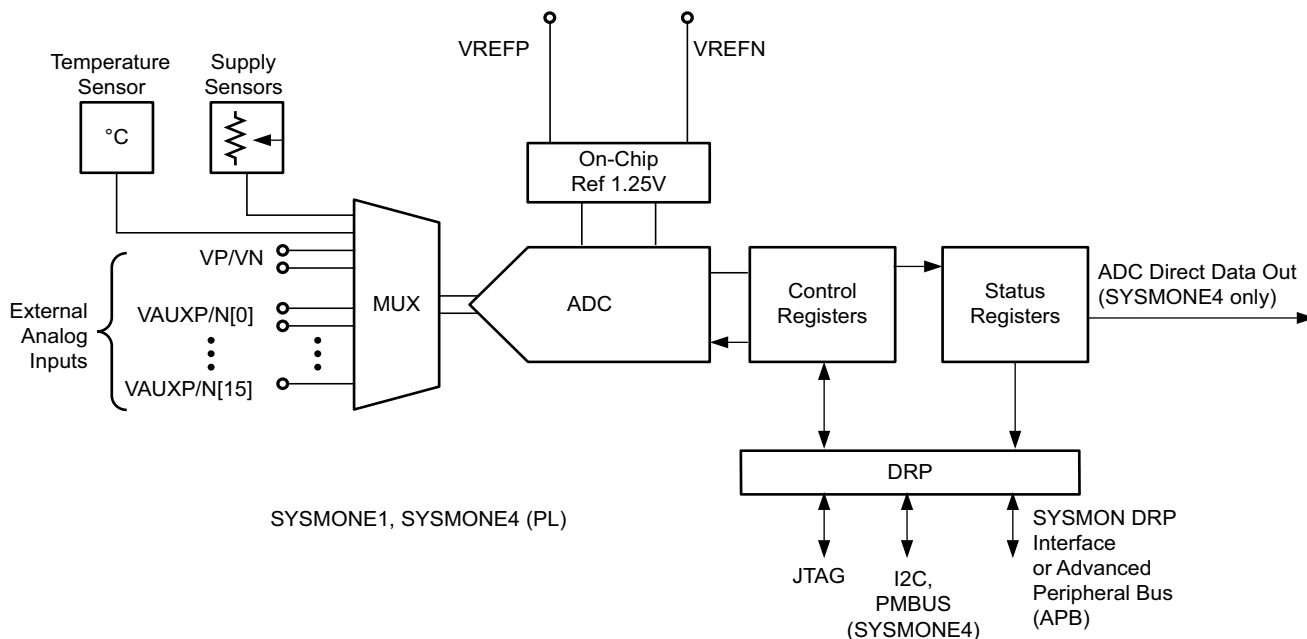 VREFP
VREFN
Temperature
Sensor
Supply
Sensors
°C
On-Chip
Ref 1.25V
VP/VN
External
Analog
Inputs
VAUXP/N[0]
VAUXP/N[15]
MUX
ADC
Control
Registers
Status
Registers
ADC Direct Data Out
(SYSMONE4 only)
DRP
SYSMONE1, SYSMONE4 (PL)
JTAG
I2C,
PMBUS
(SYSMONE4)
SYSMON DRP
Interface
or Advanced
Peripheral Bus
(APB)